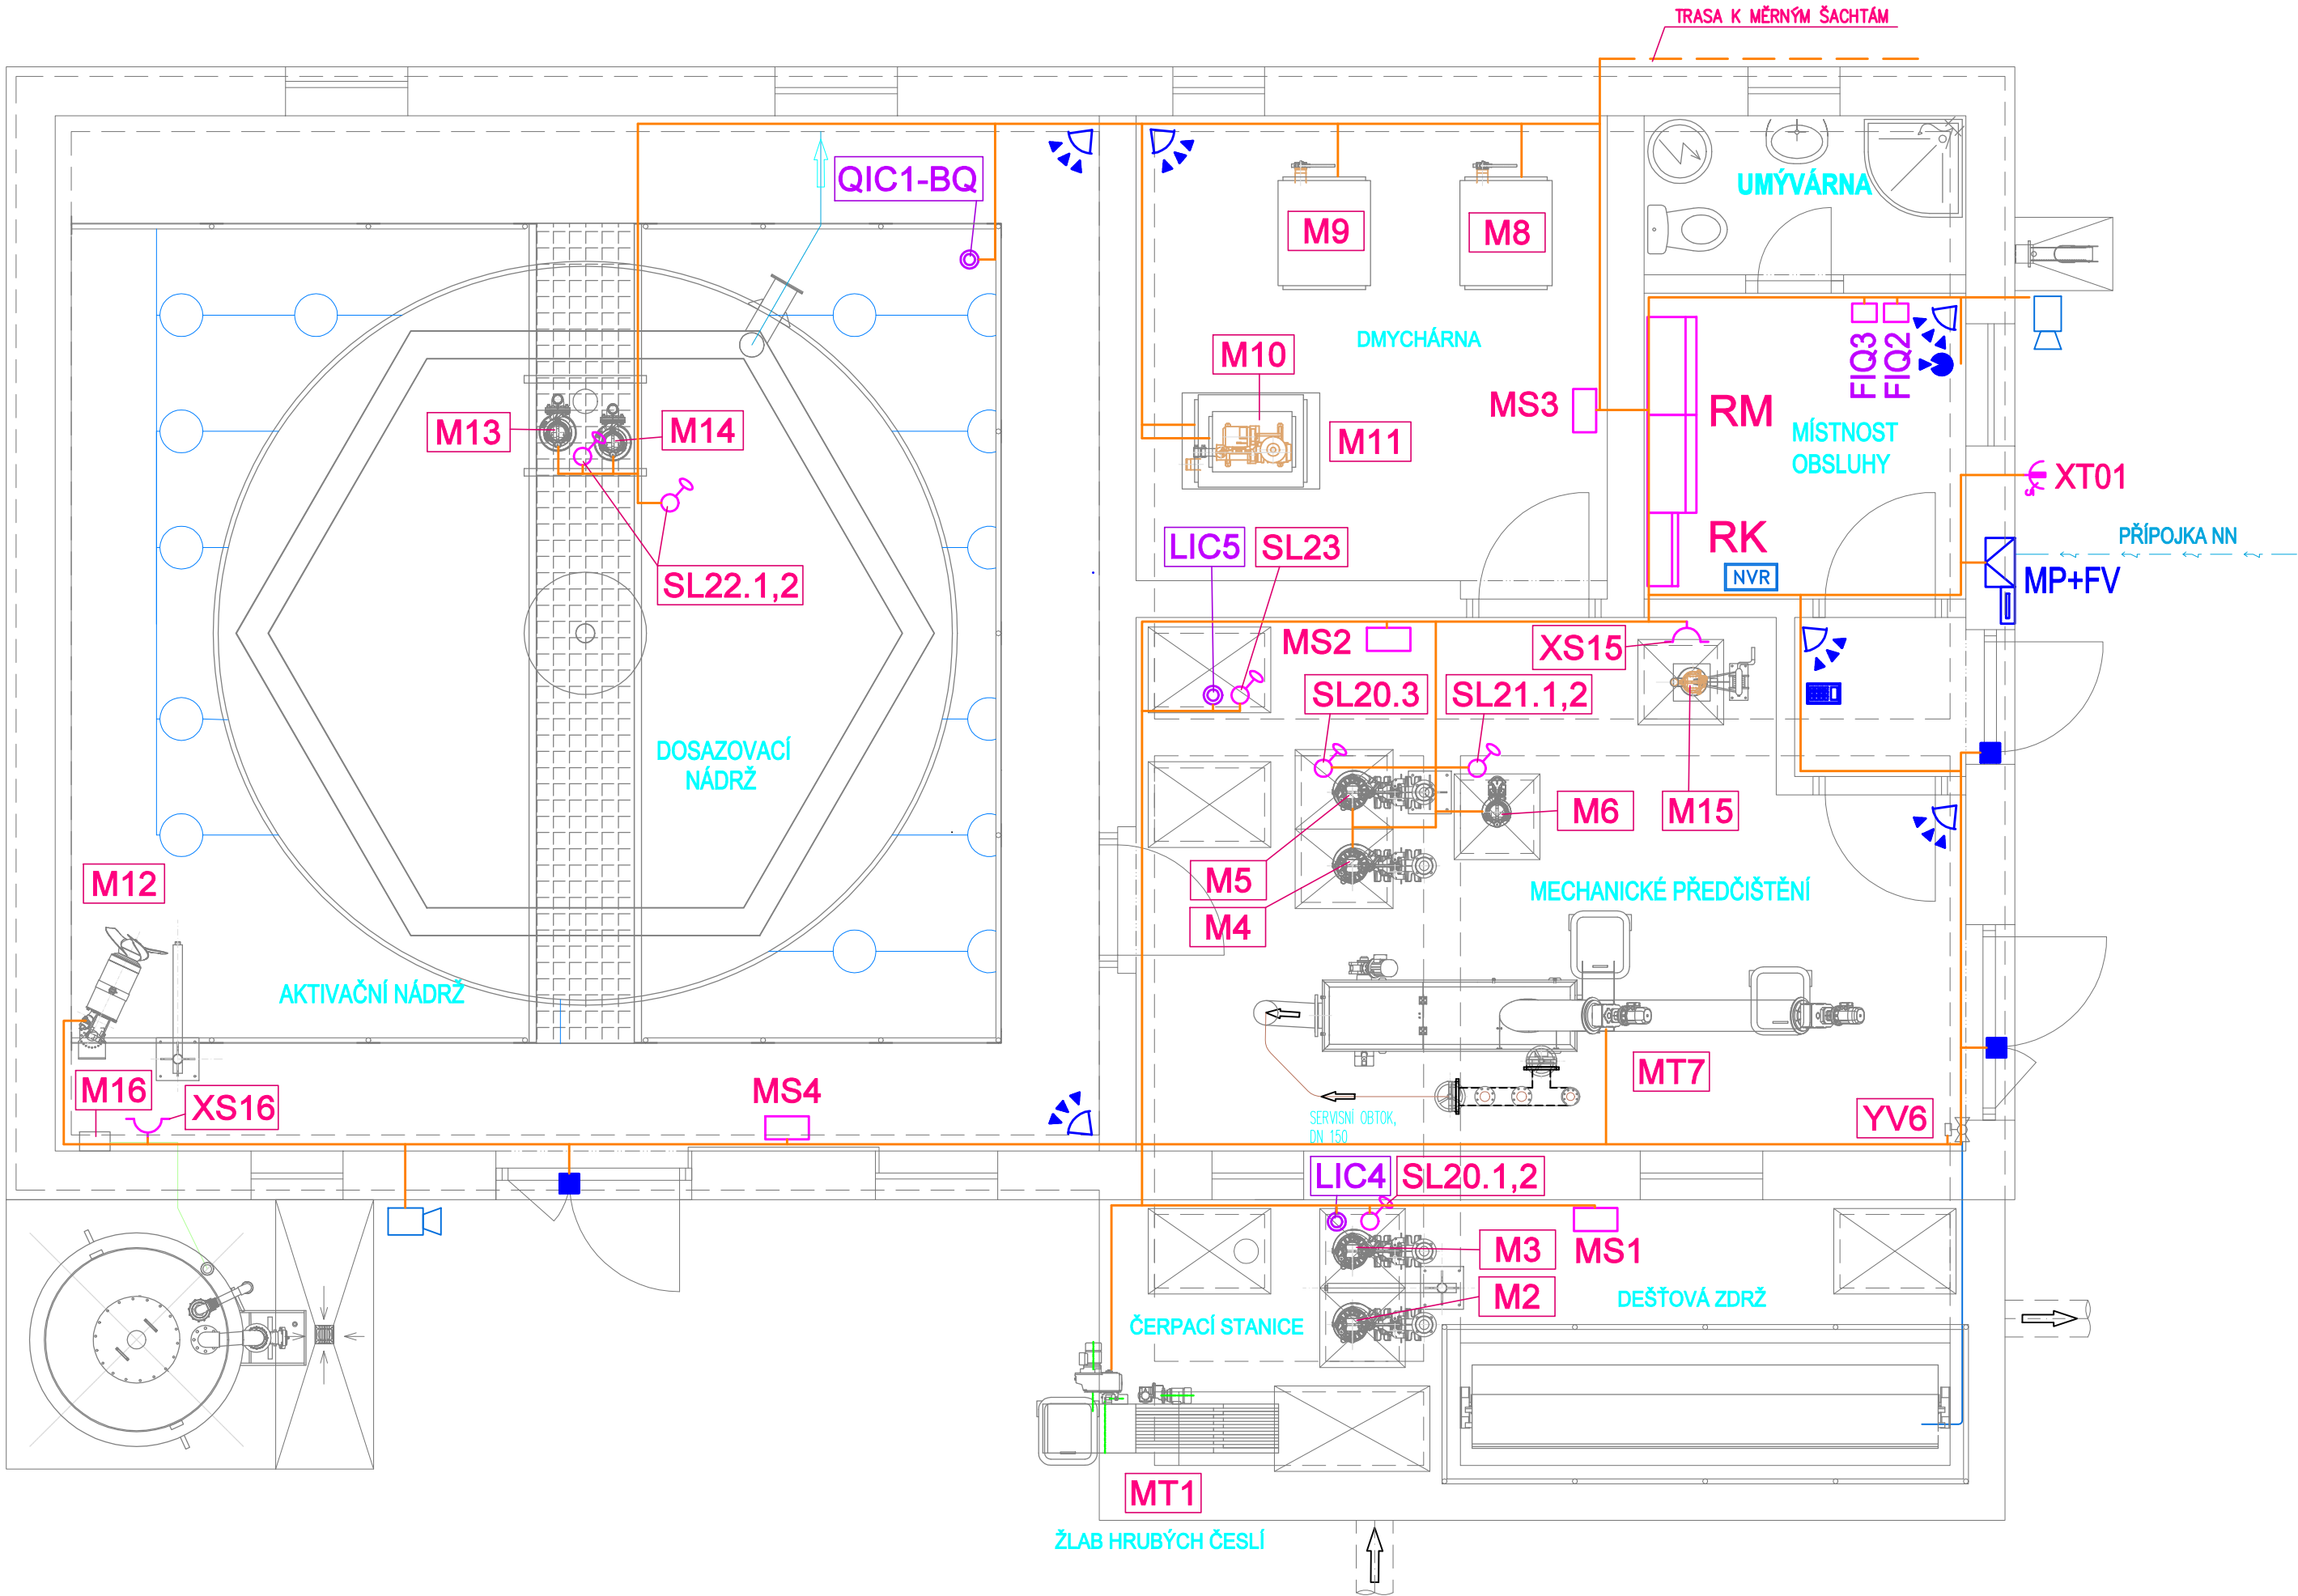 TRASA K MĚRNÝM ŠACHTÁM
QIC1-BQ
UMÝVÁRNA
M9
M8
DMYCHÁRNA
M10
FIQ3
FIQ2
MS3
RM
M13
M14
M11
MÍSTNOST
OBSLUHY
XT01
RK
PŘÍPOJKA NN
LIC5
SL23
NVR
MP+FV
SL22.1,2
MS2
XS15
SL20.3
SL21.1,2
DOSAZOVACÍ
NÁDRŽ
M6
M15
M12
M5
MECHANICKÉ PŘEDČIŠTĚNÍ
M4
AKTIVAČNÍ NÁDRŽ
MT7
M16
XS16
MS4
SERVISNÍ OBTOK,
DN 150
YV6
LIC4
SL20.1,2
M3
MS1
M2
DEŠŤOVÁ ZDRŽ
ČERPACÍ STANICE
MT1
ŽLAB HRUBÝCH ČESLÍ